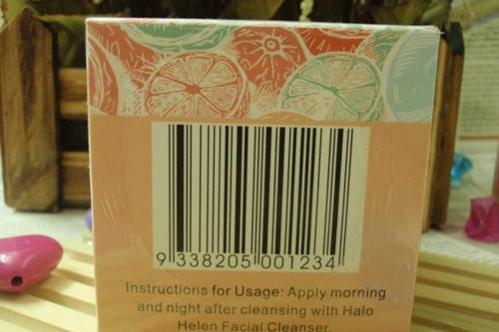 9 338205 001234
Instructions for Usage: Apply morning
and night after cleansing with Halo
Helen Facial Cleanser.